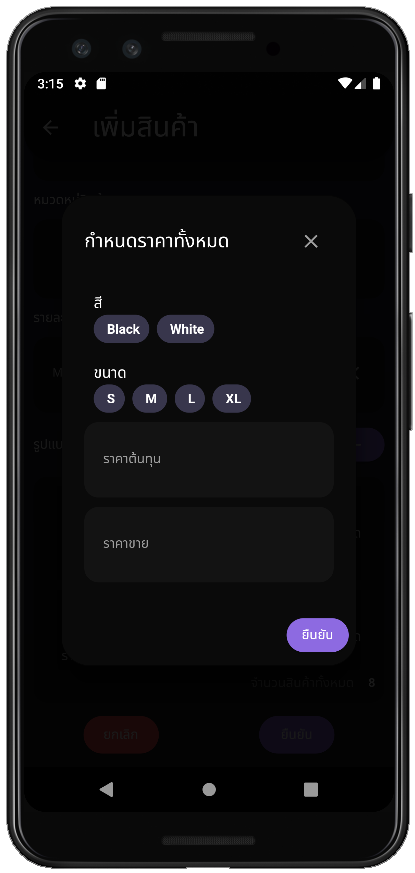 3:15
เพิ่มสินค้า
กำหนดราคาทั้งหมด
สี
Black White
ขนาด
S M L XL
ราคาต้นทุน
ราคาขาย
ยืนยัน
จำนวนสินค้าทั้งหมด 8
ยกเลิก ยืนยัน